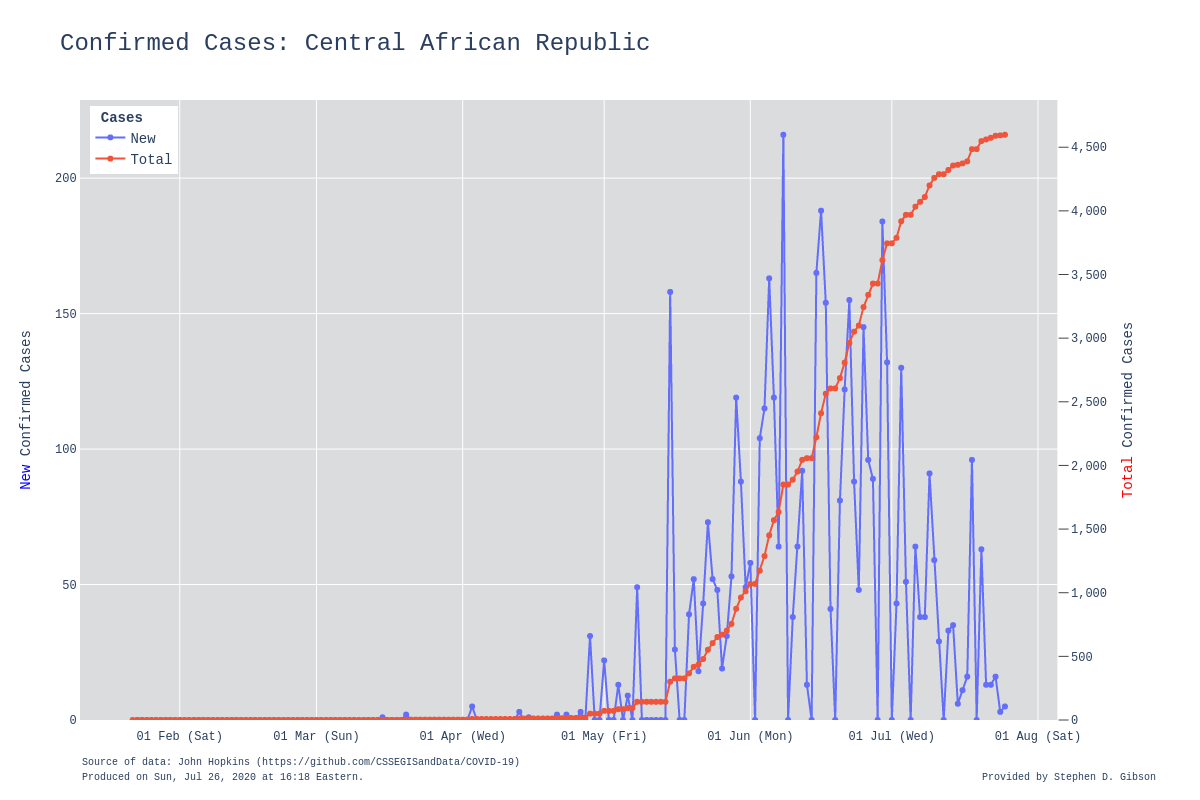 Confirmed Cases: Central African Republic
Cases
New
Total
200
150
100
50
0
4,500
4,000
3,500
3,000
2,500
2,000
1,500
1,000
500
0
New Confirmed Cases
Total Confirmed Cases
01 Feb (Sat)
01 Mar (Sun)
01 Apr (Wed)
01 May (Fri)
01 Jun (Mon)
01 Jul (Wed)
01 Aug (Sat)
Source of data: John Hopkins (https://github.com/CSSEGISandData/COVID-19)
Produced on Sun, Jul 26, 2020 at 16:18 Eastern.
Provided by Stephen D. Gibson